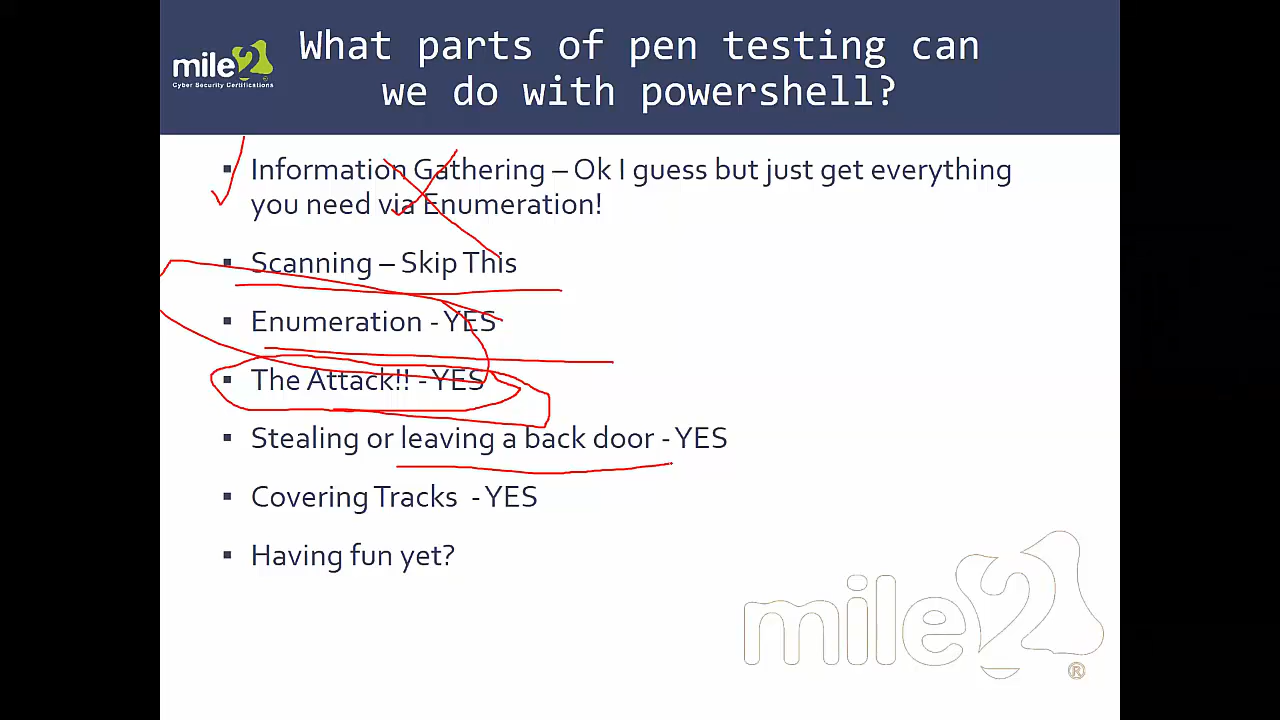 What parts of pen testing can
we do with powershell?
mile2
Cyber Security Certifications
Information Gathering – Ok I guess but just get everything
you need via Enumeration!
Scanning – Skip This
Enumeration - YES
The Attack!! - YES
Stealing or leaving a back door - YES
Covering Tracks - YES
Having fun yet?
mile2
®